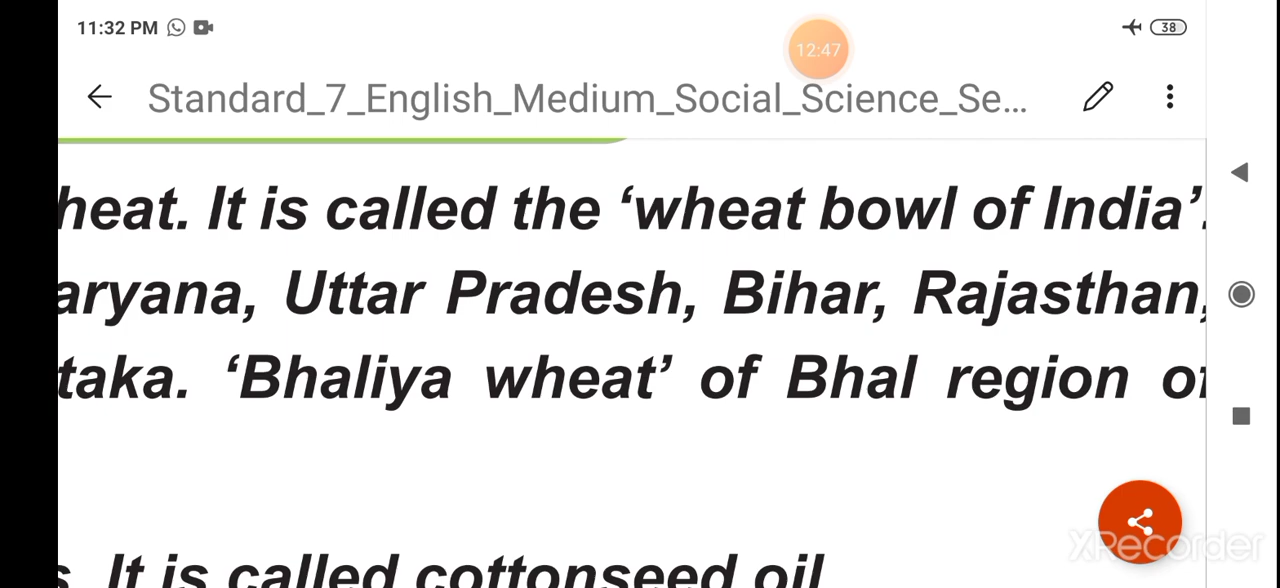 11:32 PM
12:47
38
Standard_7_English_Medium_Social_Science_Se...
heat. It is called the ‘wheat bowl of India’.
aryana, Uttar Pradesh, Bihar, Rajasthan,
taka. ‘Bhaliya wheat’ of Bhal region of
s. It is called cottonseed oil
XRecorder